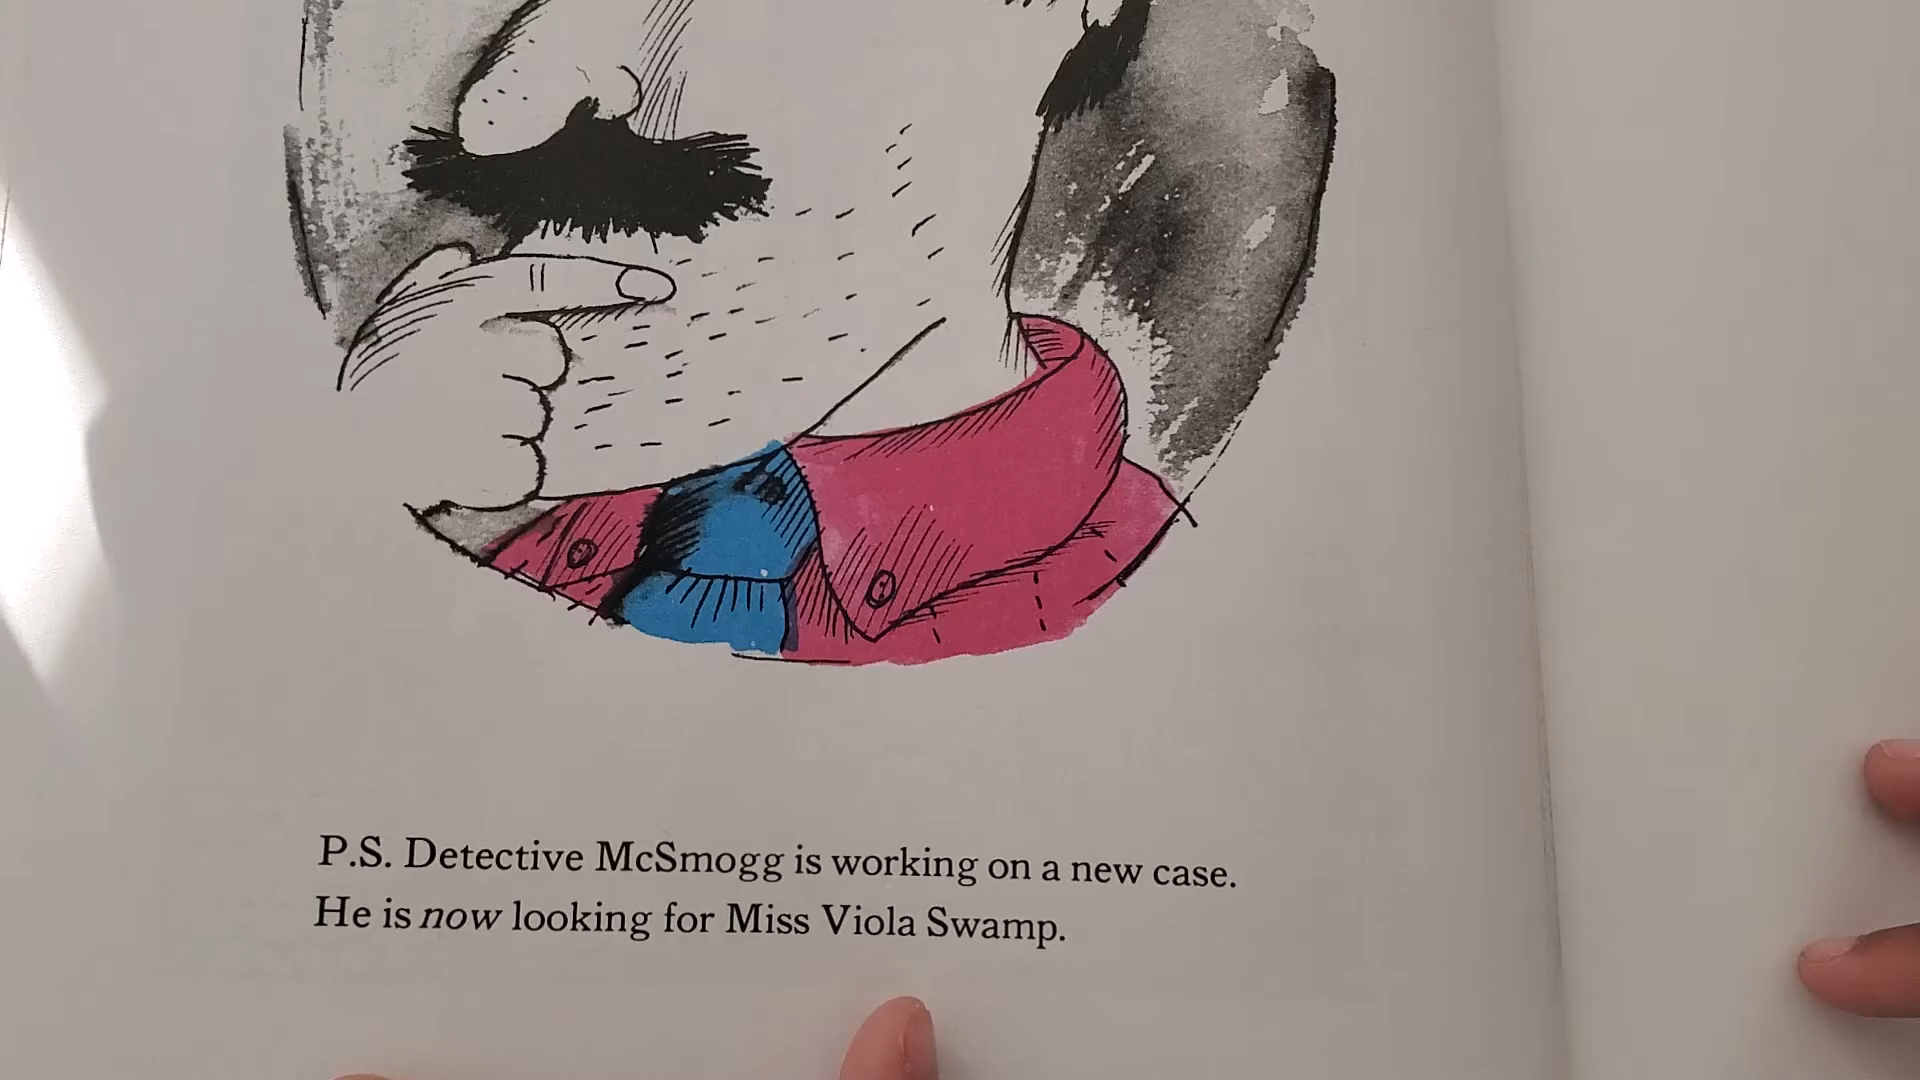 P.S. Detective McSmogg is working on a new case.
He is now looking for Miss Viola Swamp.